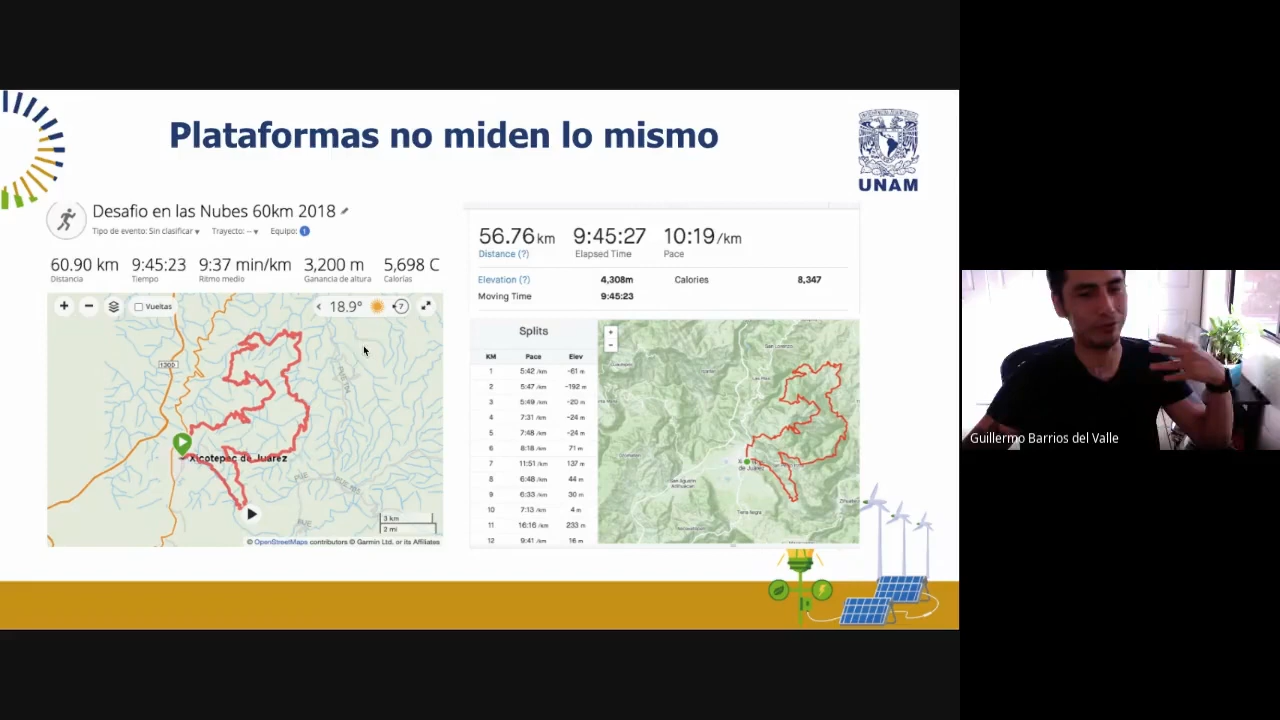 Plataformas no miden lo mismo
UNAM
Desafio en las Nubes 60km 2018
Tipo de evento: Sin clasificar Trayecto: -- Equipo: 1
60.90 km 9:45:23 9:37 min/km 3,200 m 5,698 C
Distancia Tiempo Ritmo medio Ganancia de altura Calorías
+ − Vueltas 18.9°
1300
Xicotepec de Juárez
3 km
2 mi
© OpenStreetMaps contributors © Garmin Ltd. or its Affiliates
56.76 km 9:45:27 10:19 /km
Distance (?) Elapsed Time Pace
Elevation (?) 4,308m Calories 8,347
Moving Time 9:45:23
Splits
KM Pace Elev
1 5:42 /km -61 m
2 5:47 /km -192 m
3 5:49 /km -20 m
4 7:31 /km -24 m
5 7:48 /km -24 m
6 8:18 /km 71 m
7 11:51 /km 137 m
8 6:48 /km 44 m
9 6:33 /km 30 m
10 7:13 /km 4 m
11 16:16 /km 233 m
12 9:41 /km 16 m
+
−
de Juárez
Guillermo Barrios del Valle